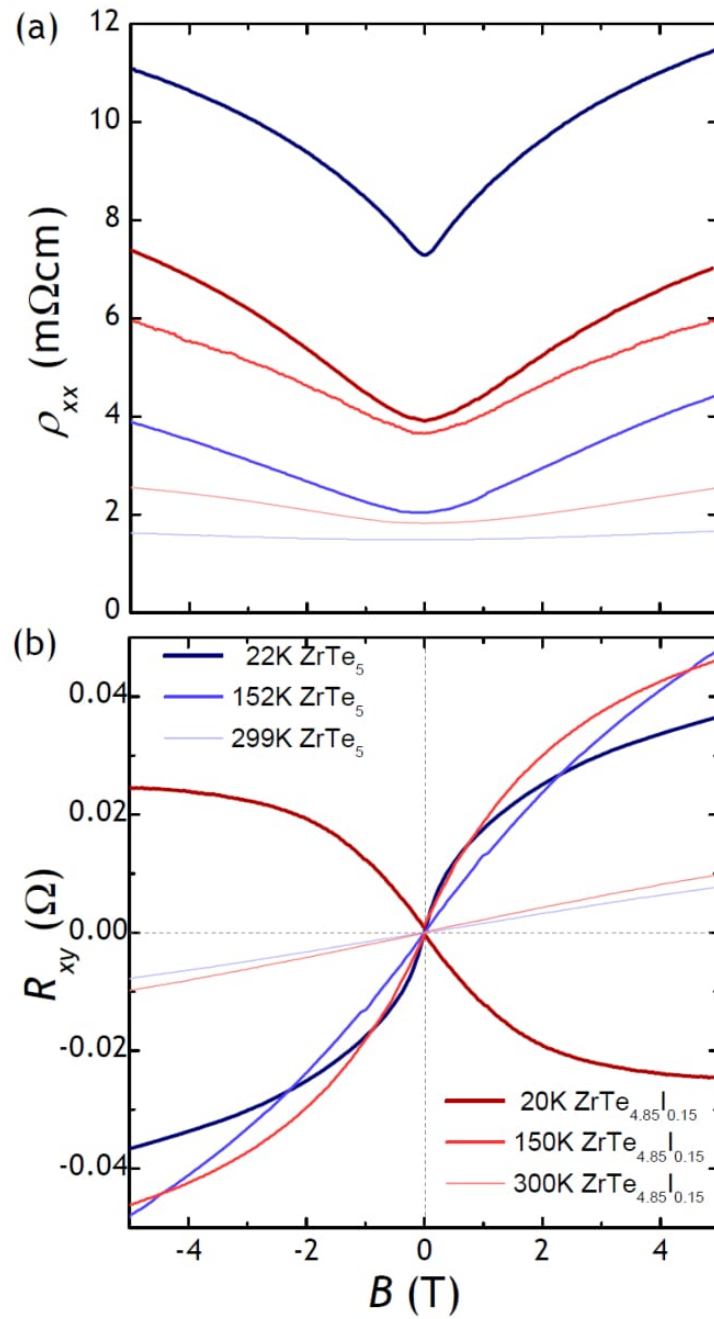 (a)
12
10
8
6
4
2
0
ρxx (mΩcm)
(b)
22K ZrTe5
152K ZrTe5
299K ZrTe5
0.04
0.02
0.00
-0.02
-0.04
Rxy (Ω)
20K ZrTe4.85I0.15
150K ZrTe4.85I0.15
300K ZrTe4.85I0.15
-4 -2 0 2 4
B (T)